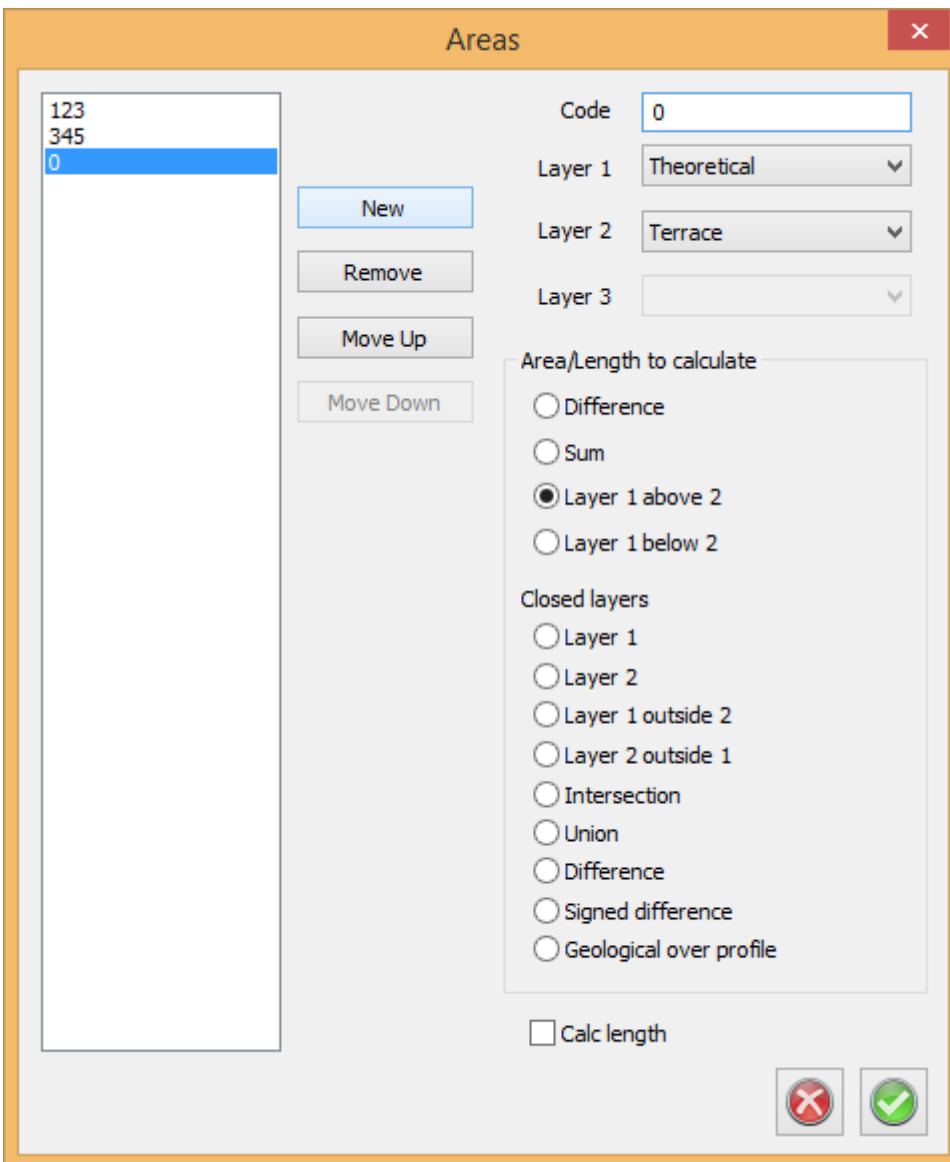 Areas
123
345
0
New
Remove
Move Up
Move Down
Code 0
Layer 1 Theoretical
Layer 2 Terrace
Layer 3
Area/Length to calculate
Difference
Sum
Layer 1 above 2
Layer 1 below 2
Closed layers
Layer 1
Layer 2
Layer 1 outside 2
Layer 2 outside 1
Intersection
Union
Difference
Signed difference
Geological over profile
Calc length